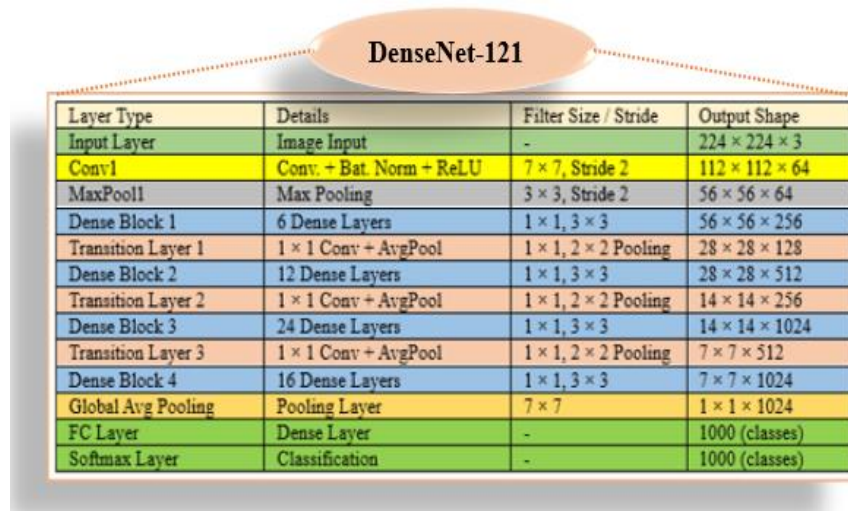 DenseNet-121
Layer Type Details Filter Size / Stride Output Shape
Input Layer Image Input - 224 × 224 × 3
Conv1 Conv. + Bat. Norm + ReLU 7 × 7, Stride 2 112 × 112 × 64
MaxPool1 Max Pooling 3 × 3, Stride 2 56 × 56 × 64
Dense Block 1 6 Dense Layers 1 × 1, 3 × 3 56 × 56 × 256
Transition Layer 1 1 × 1 Conv + AvgPool 1 × 1, 2 × 2 Pooling 28 × 28 × 128
Dense Block 2 12 Dense Layers 1 × 1, 3 × 3 28 × 28 × 512
Transition Layer 2 1 × 1 Conv + AvgPool 1 × 1, 2 × 2 Pooling 14 × 14 × 256
Dense Block 3 24 Dense Layers 1 × 1, 3 × 3 14 × 14 × 1024
Transition Layer 3 1 × 1 Conv + AvgPool 1 × 1, 2 × 2 Pooling 7 × 7 × 512
Dense Block 4 16 Dense Layers 1 × 1, 3 × 3 7 × 7 × 1024
Global Avg Pooling Pooling Layer 7 × 7 1 × 1 × 1024
FC Layer Dense Layer - 1000 (classes)
Softmax Layer Classification - 1000 (classes)